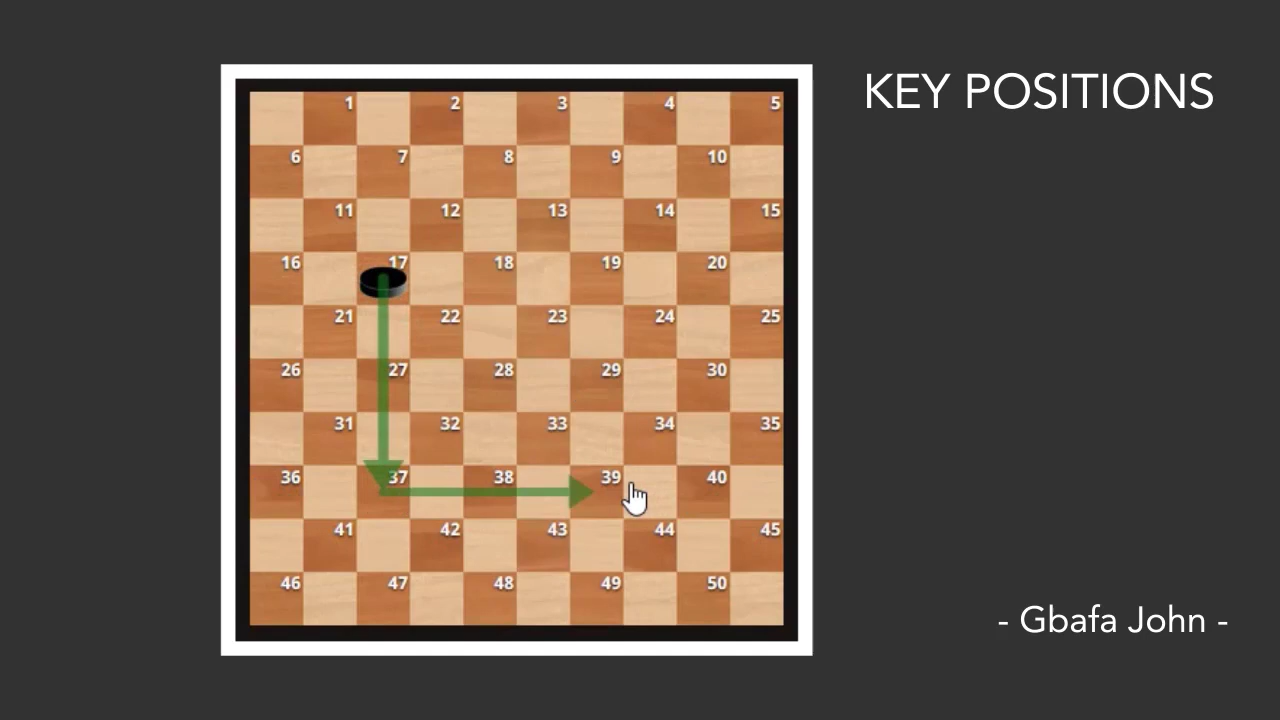 KEY POSITIONS
1 2 3 4 5
6 7 8 9 10
11 12 13 14 15
16 17 18 19 20
21 22 23 24 25
26 27 28 29 30
31 32 33 34 35
36 37 38 39 40
41 42 43 44 45
46 47 48 49 50
- Gbafa John -